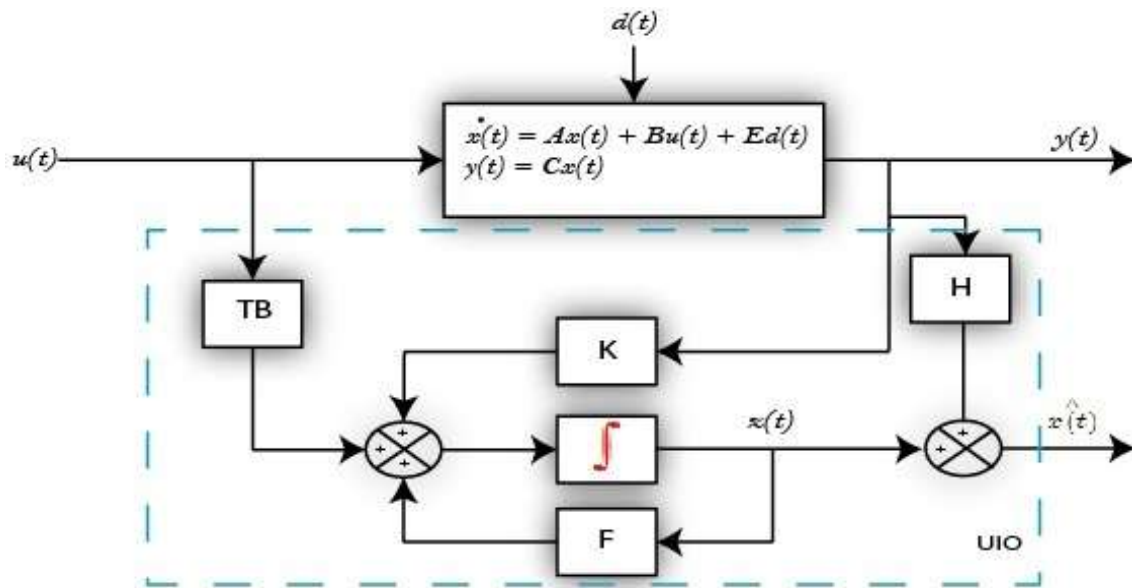 d(t)
ẋ(t) = Ax(t) + Bu(t) + Ed(t)
y(t) = Cx(t)
u(t)
y(t)
TB
H
K
+
+
+
∫
z(t)
+
+
x̂(t)
F
UIO